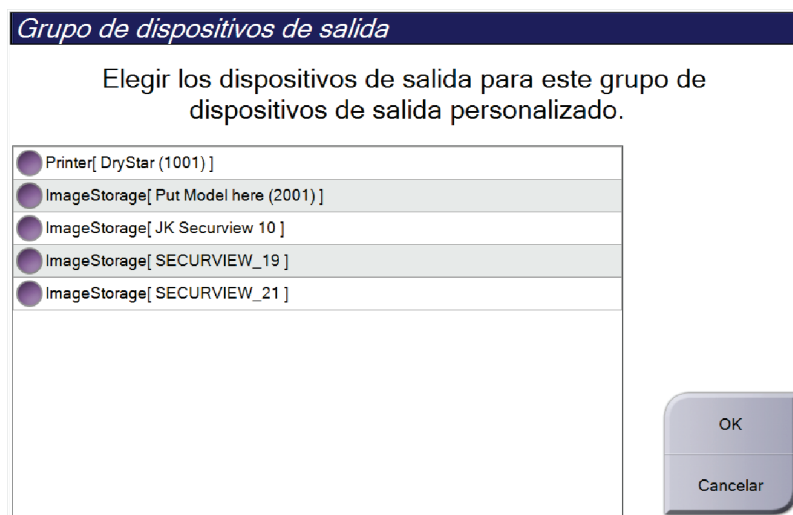 Grupo de dispositivos de salida
Elegir los dispositivos de salida para este grupo de
dispositivos de salida personalizado.
Printer[ DryStar (1001) ]
ImageStorage[ Put Model here (2001) ]
ImageStorage[ JK Securview 10 ]
ImageStorage[ SECURVIEW_19 ]
ImageStorage[ SECURVIEW_21 ]
OK
Cancelar